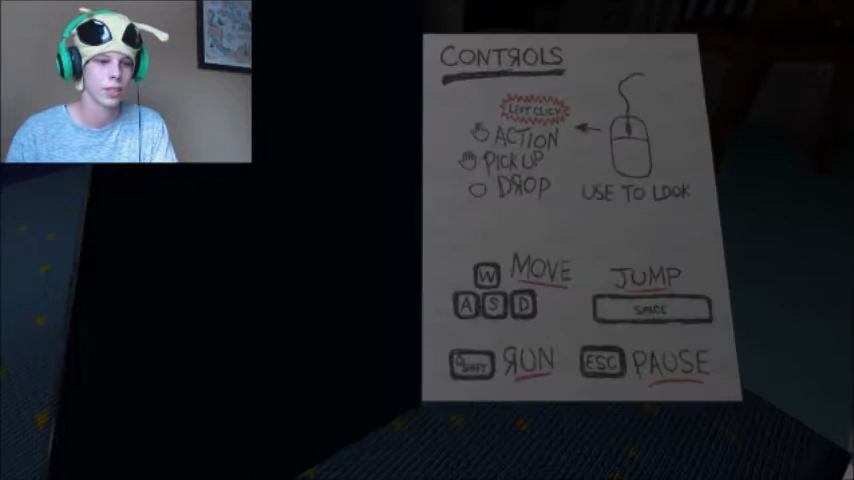 CONTROLS
LEFT CLICK
ACTION
PICK UP
DROP
USE TO LOOK
W
MOVE
A S D
JUMP
SPACE
SHIFT
RUN
ESC
PAUSE